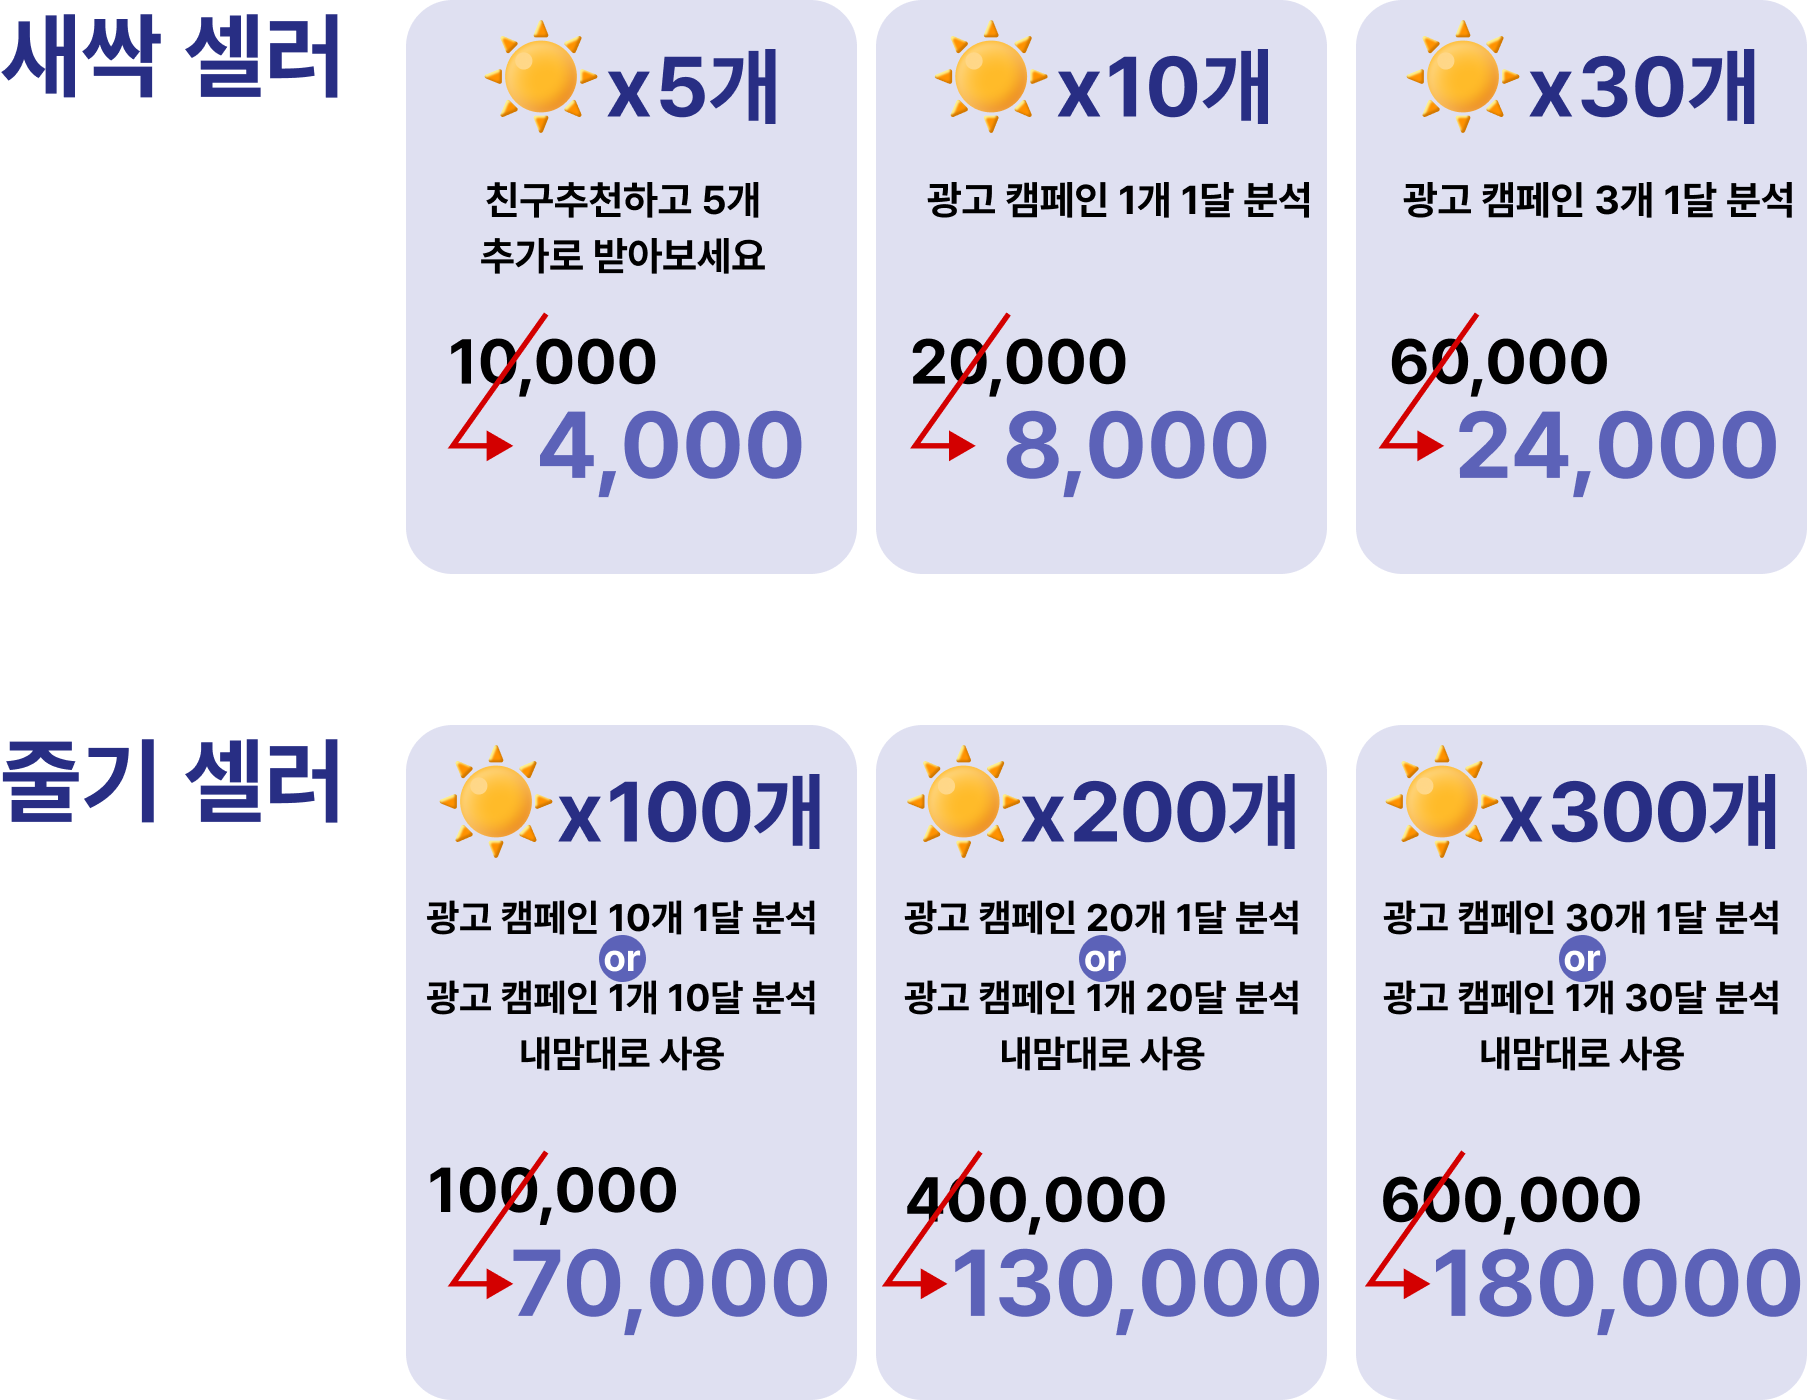 새싹 셀러
x5개
친구추천하고 5개
추가로 받아보세요
10,000
4,000
x10개
광고 캠페인 1개 1달 분석
20,000
8,000
x30개
광고 캠페인 3개 1달 분석
60,000
24,000
줄기 셀러
x100개
광고 캠페인 10개 1달 분석
or
광고 캠페인 1개 10달 분석
내맘대로 사용
100,000
70,000
x200개
광고 캠페인 20개 1달 분석
or
광고 캠페인 1개 20달 분석
내맘대로 사용
400,000
130,000
x300개
광고 캠페인 30개 1달 분석
or
광고 캠페인 1개 30달 분석
내맘대로 사용
600,000
180,000